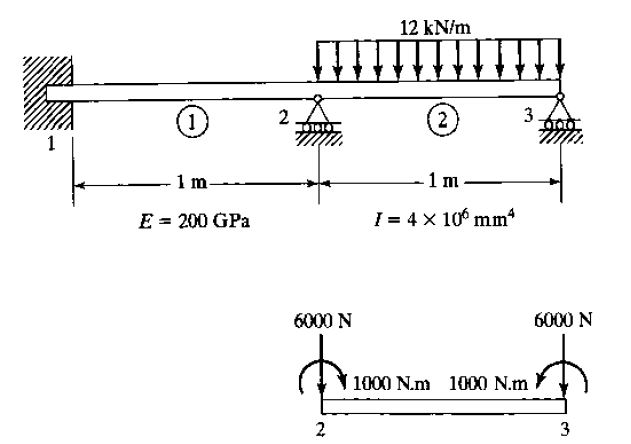 12 kN/m
1
① 2 ② 3
1 m 1 m
E = 200 GPa I = 4 × 10⁶ mm⁴
6000 N 6000 N
1000 N.m 1000 N.m
2 3